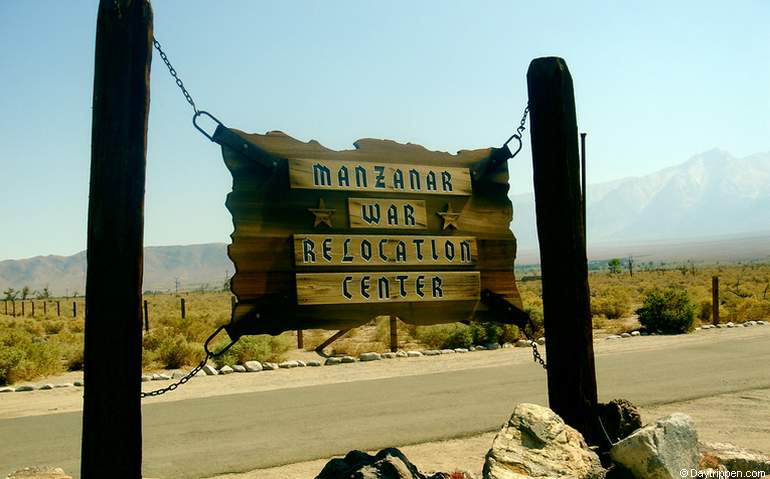 MANZANAR
WAR
RELOCATION
CENTER
© Daytrippen.com